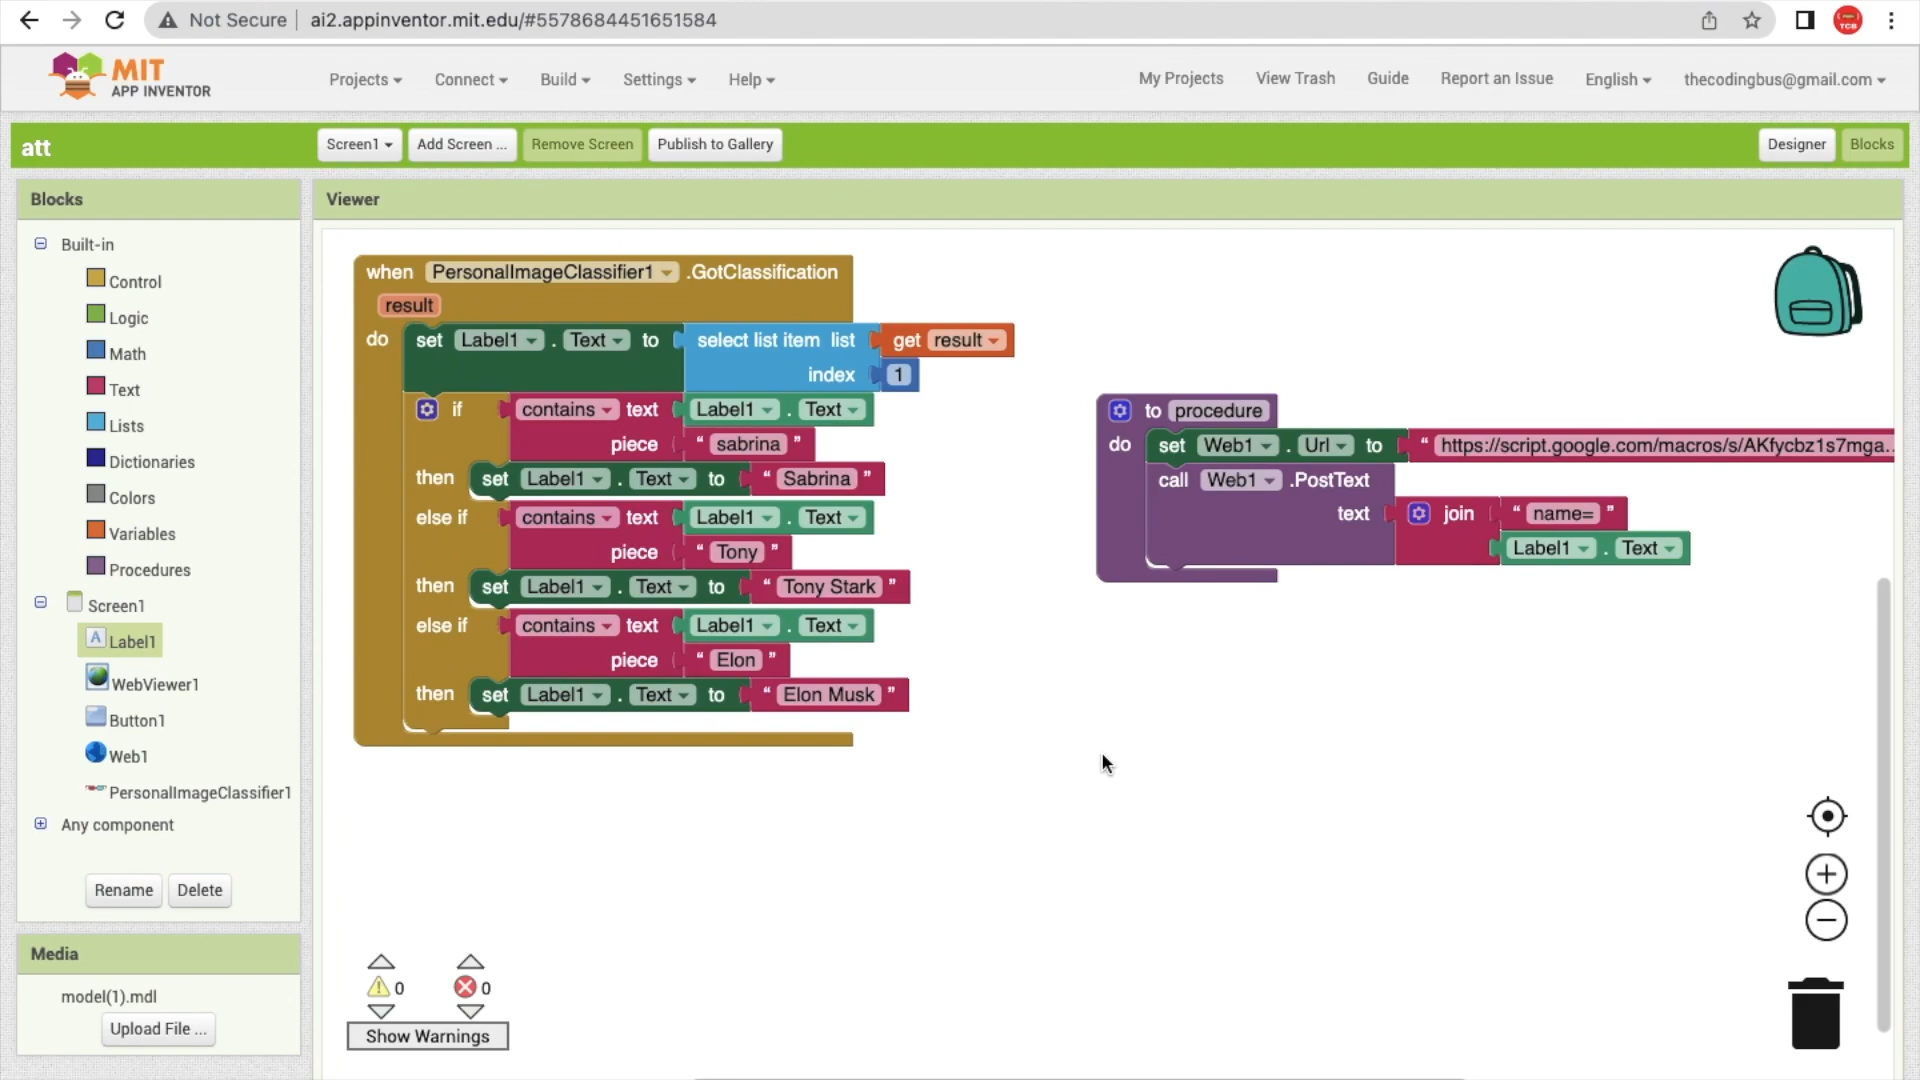 Not Secure ai2.appinventor.mit.edu/#5578684451651584
TCB
MIT
APP INVENTOR
Projects Connect Build Settings Help My Projects View Trash Guide Report an Issue English thecodingbus@gmail.com
att Screen1 Add Screen ... Remove Screen Publish to Gallery Designer Blocks
Blocks
Built-in
Control
Logic
Math
Text
Lists
Dictionaries
Colors
Variables
Procedures
Screen1
A Label1
WebViewer1
Button1
Web1
PersonalImageClassifier1
Any component
Rename Delete
Media
model(1).mdl
Upload File ...
Viewer
when PersonalImageClassifier1 .GotClassification
result
do set Label1 . Text to select list item list get result
index 1
if contains text Label1 . Text
piece “ sabrina ”
then set Label1 . Text to “ Sabrina ”
else if contains text Label1 . Text
piece “ Tony ”
then set Label1 . Text to “ Tony Stark ”
else if contains text Label1 . Text
piece “ Elon ”
then set Label1 . Text to “ Elon Musk ”
to procedure
do set Web1 . Url to “ https://script.google.com/macros/s/AKfycbz1s7mga...
call Web1 .PostText
text join “ name= ”
Label1 . Text
0 0
Show Warnings